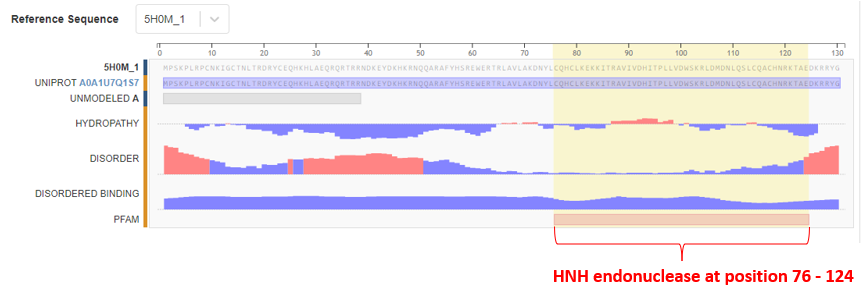 Reference Sequence 5H0M_1
0 10 20 30 40 50 60 70 80 90 100 110 120 130
5H0M_1 MPSKPLRPCNKIGCTNLTRDRYCEQHKHLAEQRQRTRRNDKEYDKHKRNQQARAFYHSREWERTRLAVLAKDNYLCQHCLKEKKITRAVIVDHITPLLVDWSKRLDMDNLQSLCQACHNRKTAEDKRRYG
UNIPROT A0A1U7Q1S7 MPSKPLRPCNKIGCTNLTRDRYCEQHKHLAEQRQRTRRNDKEYDKHKRNQQARAFYHSREWERTRLAVLAKDNYLCQHCLKEKKITRAVIVDHITPLLVDWSKRLDMDNLQSLCQACHNRKTAEDKRRYG
UNMODELED A
HYDROPATHY
DISORDER
DISORDERED BINDING
PFAM
HNH endonuclease at position 76 - 124